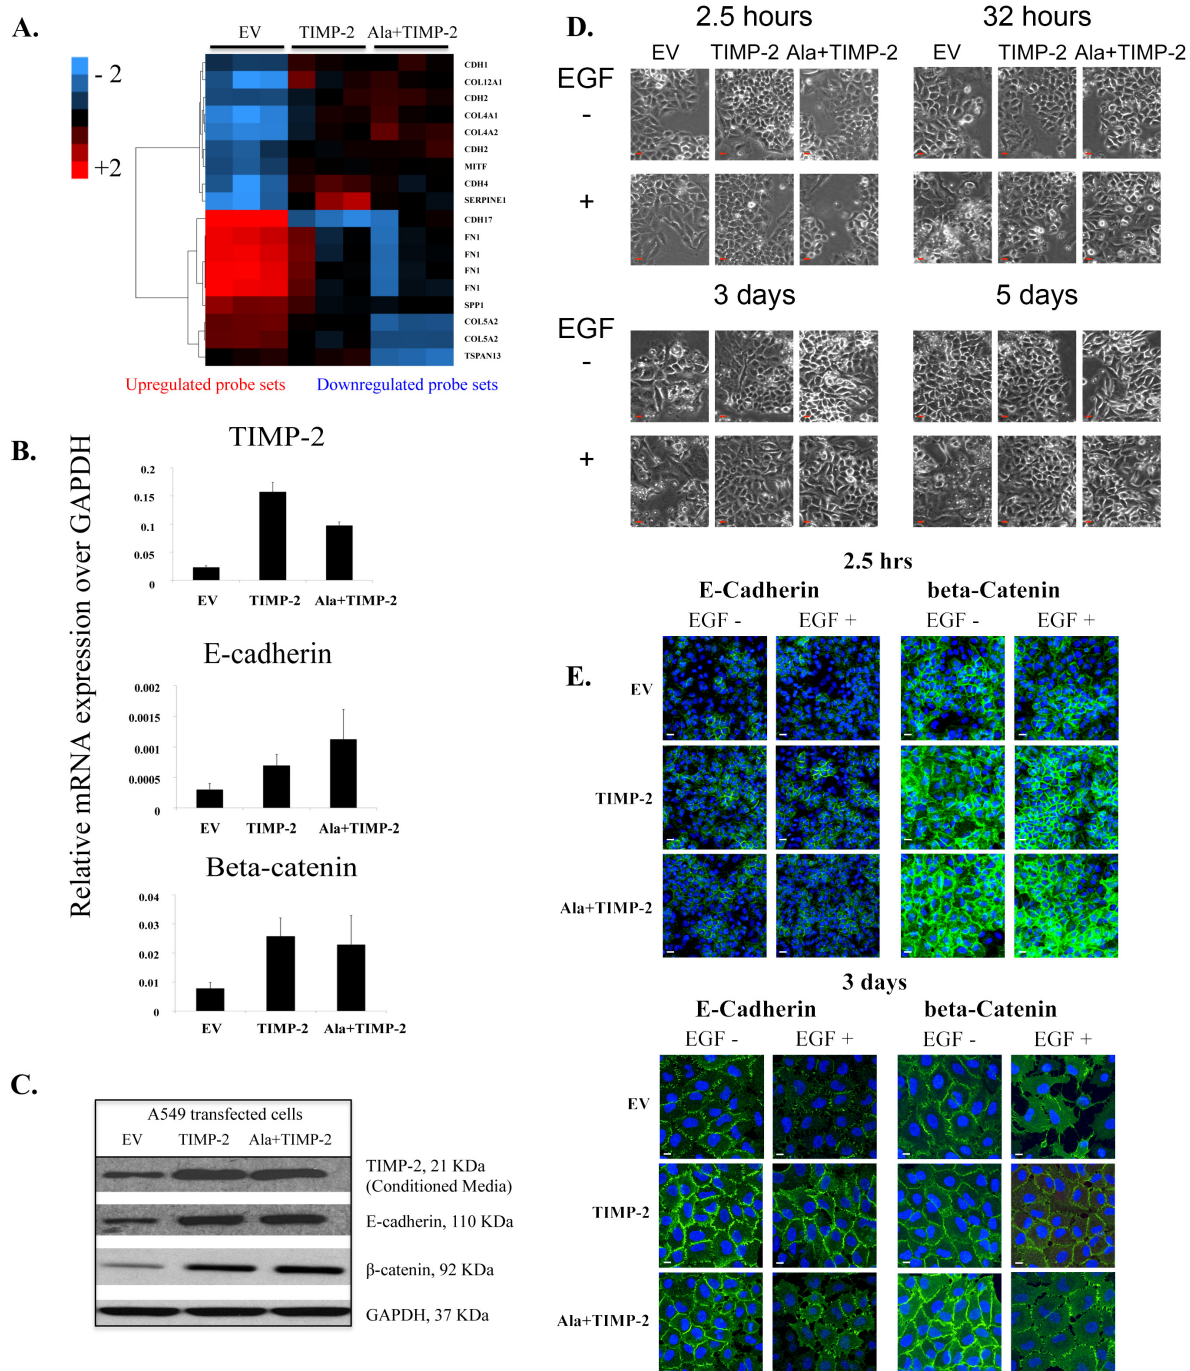 A.
EV TIMP-2 Ala+TIMP-2
- 2
+2
CDH1
COL12A1
CDH2
COL4A1
COL4A2
CDH2
MITF
CDH4
SERPINE1
CDH17
FN1
FN1
FN1
FN1
SPP1
COL5A2
COL5A2
TSPAN13
Upregulated probe sets Downregulated probe sets
B.
Relative mRNA expression over GAPDH
TIMP-2
0.2
0.15
0.1
0.05
0
EV TIMP-2 Ala+TIMP-2
E-cadherin
0.002
0.0015
0.001
0.0005
0
EV TIMP-2 Ala+TIMP-2
Beta-catenin
0.04
0.03
0.02
0.01
0
EV TIMP-2 Ala+TIMP-2
C.
A549 transfected cells
EV TIMP-2 Ala+TIMP-2
TIMP-2, 21 KDa
(Conditioned Media)
E-cadherin, 110 KDa
β-catenin, 92 KDa
GAPDH, 37 KDa
D.
2.5 hours 32 hours
EV TIMP-2 Ala+TIMP-2 EV TIMP-2 Ala+TIMP-2
EGF
-
+
3 days 5 days
EGF
-
+
E.
2.5 hrs
E-Cadherin beta-Catenin
EGF - EGF + EGF - EGF +
EV
TIMP-2
Ala+TIMP-2
3 days
E-Cadherin beta-Catenin
EGF - EGF + EGF - EGF +
EV
TIMP-2
Ala+TIMP-2